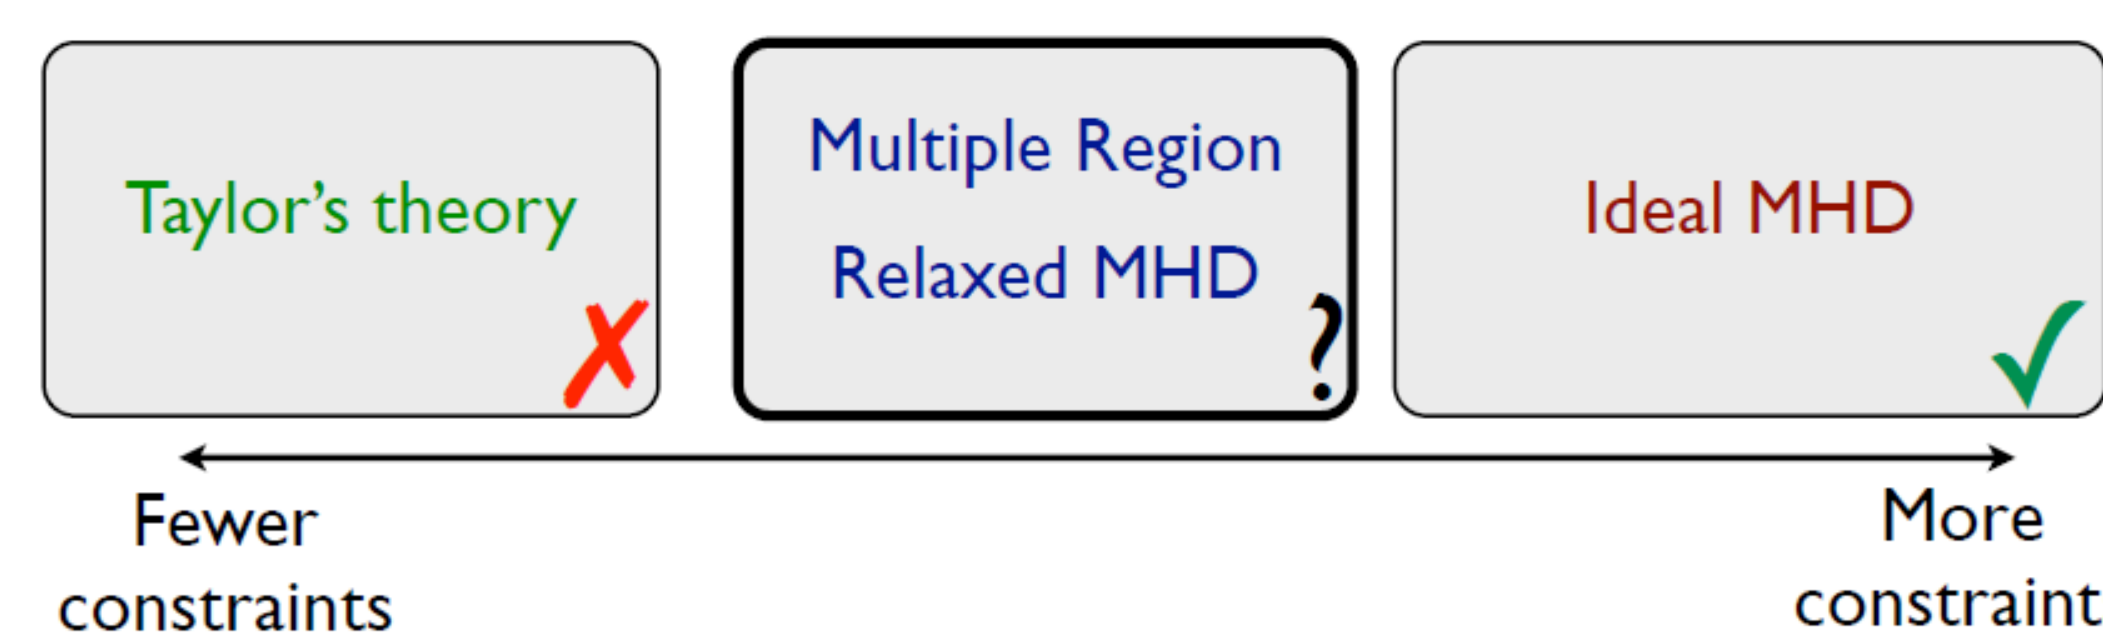 Taylor’s theory
✗
Multiple Region
Relaxed MHD
?
Ideal MHD
✓
Fewer
constraints
More
constraint